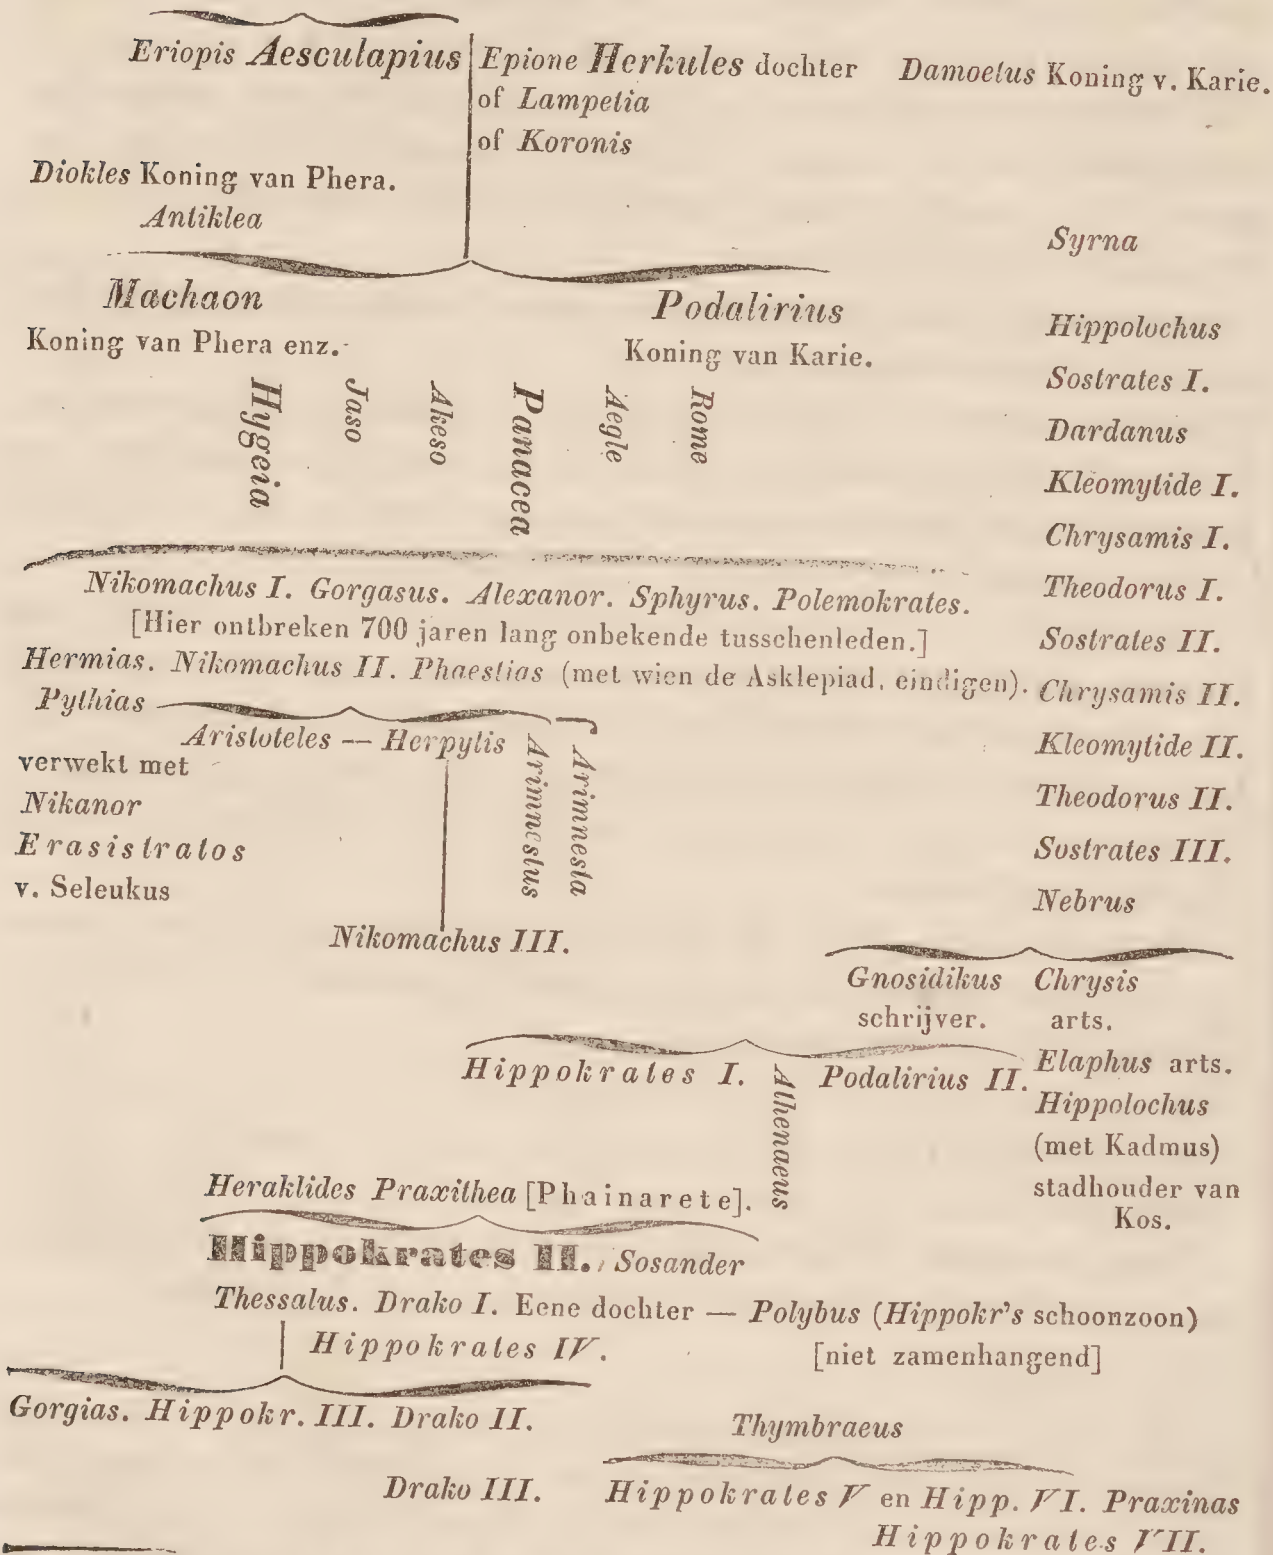 Eriopis Aesculapius Epione Herkules dochter Damoetus Koning v. Karie.
of Lampetia
of Koronis
Diokles Koning van Phera.
Antiklea
Syrna
Machaon Podalirius
Koning van Phera enz. Koning van Karie.
Hippolochus
Sostrates I.
Dardanus
Kleomytide I.
Chrysamis I.
Theodorus I.
Sostrates II.
Chrysamis II.
Kleomytide II.
Theodorus II.
Sostrates III.
Nebrus
Hygeia
Jaso
Akeso
Panacea
Aegle
Rome
Nikomachus I. Gorgasus. Alexanor. Sphyrus. Polemokrates.
[Hier ontbreken 700 jaren lang onbekende tusschenleden.]
Hermias. Nikomachus II. Phaestias (met wien de Asklepiad. eindigen).
Pythias
Aristoteles — Herpylis
Arimnestus
Arimnesta
verwekt met
Nikanor
Erasistratos
v. Seleukus
Nikomachus III.
Gnosidikus Chrysis
schrijver. arts.
Hippokrates I. Athenaeus Podalirius II.
Elaphus arts.
Hippolochus
(met Kadmus)
stadhouder van
Kos.
Heraklides Praxithea [Phainarete].
Hippokrates II. Sosander
Thessalus. Drako I. Eene dochter — Polybus (Hippokr's schoonzoon)
Hippokrates IV. [niet zamenhangend]
Gorgias. Hippokr. III. Drako II.
Thymbraeus
Drako III. Hippokrates V en Hipp. VI. Praxinas
Hippokrates VII.